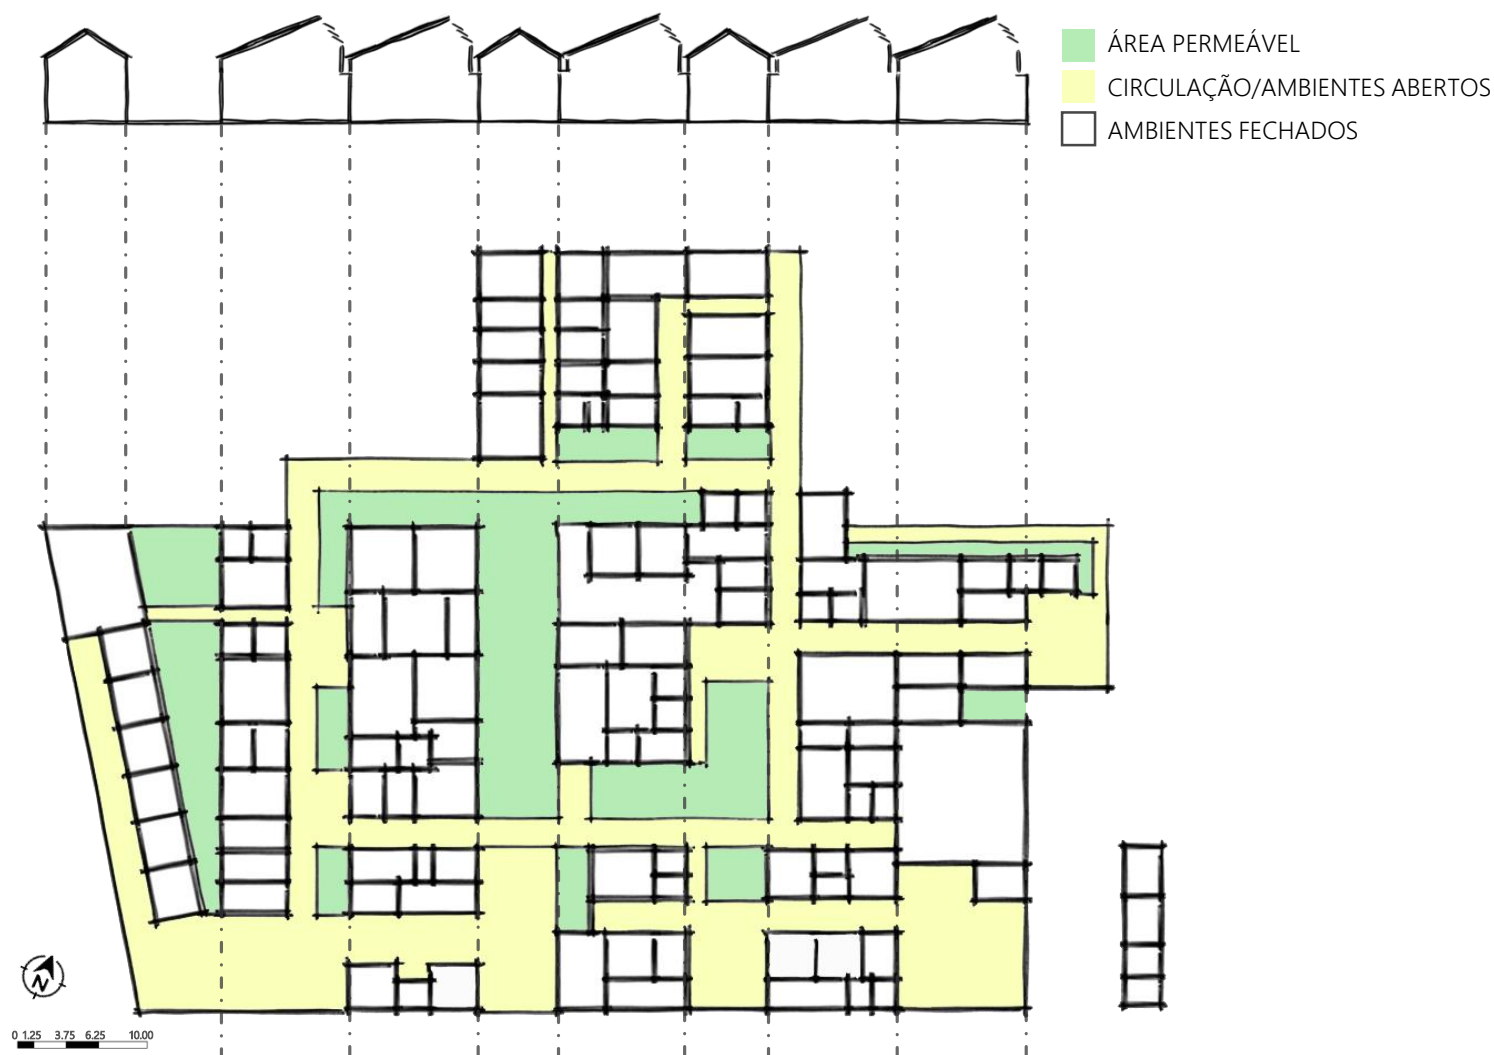 ÁREA PERMEÁVEL
CIRCULAÇÃO/AMBIENTES ABERTOS
AMBIENTES FECHADOS
N
0 1.25 3.75 6.25 10.00